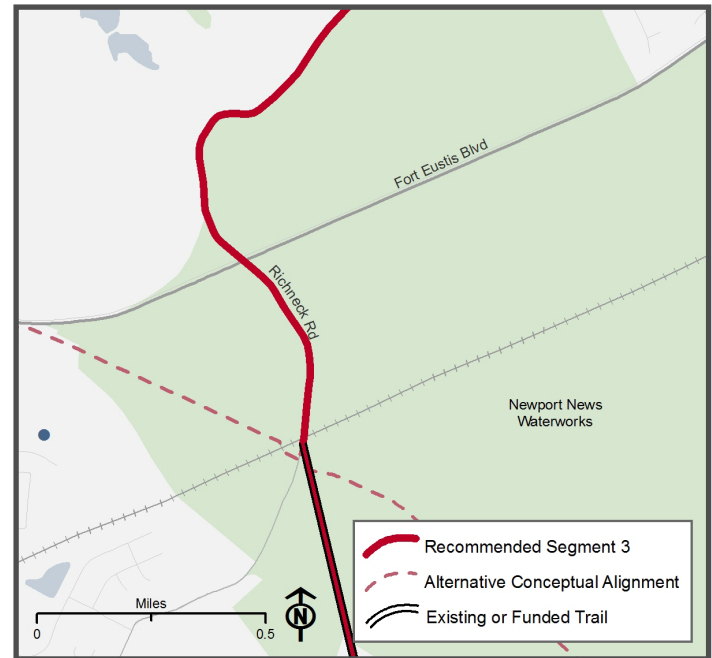 Fort Eustis Blvd
Richneck Rd
Newport News
Waterworks
Recommended Segment 3
Alternative Conceptual Alignment
Existing or Funded Trail
Miles
0 0.5
N